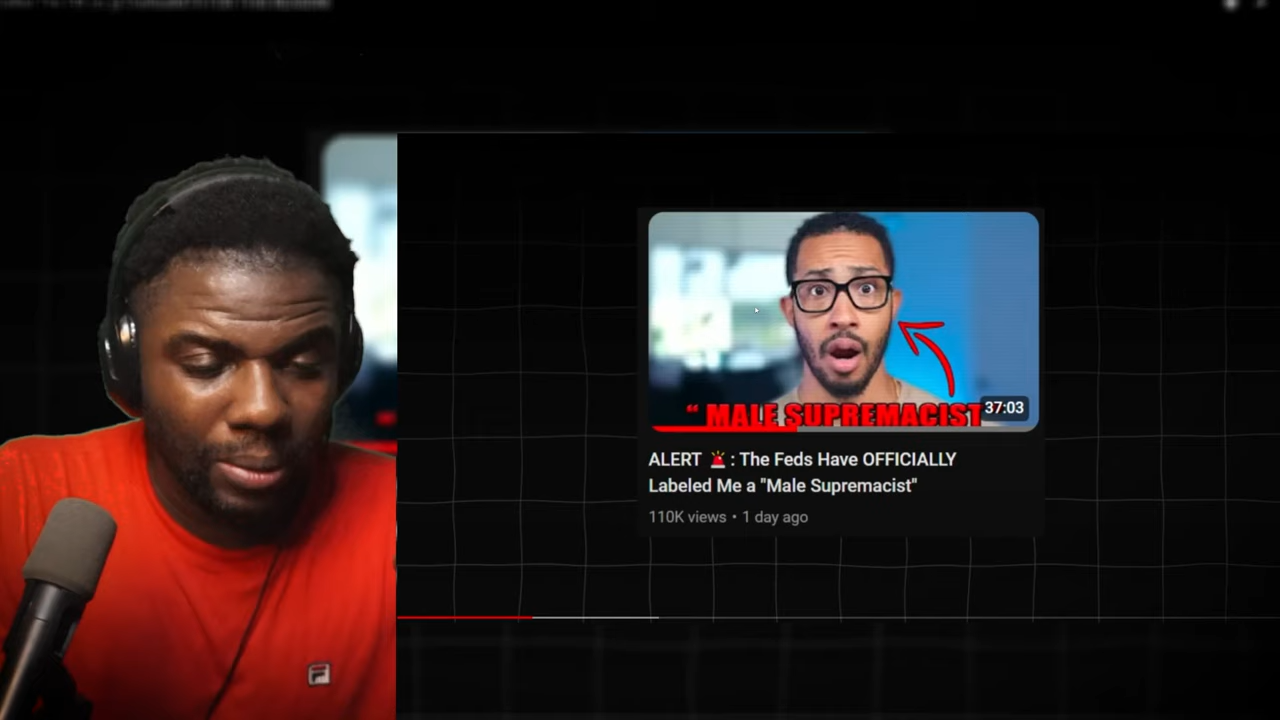 “ MALE SUPREMACIST
37:03
ALERT 🚨: The Feds Have OFFICIALLY
Labeled Me a "Male Supremacist"
110K views • 1 day ago